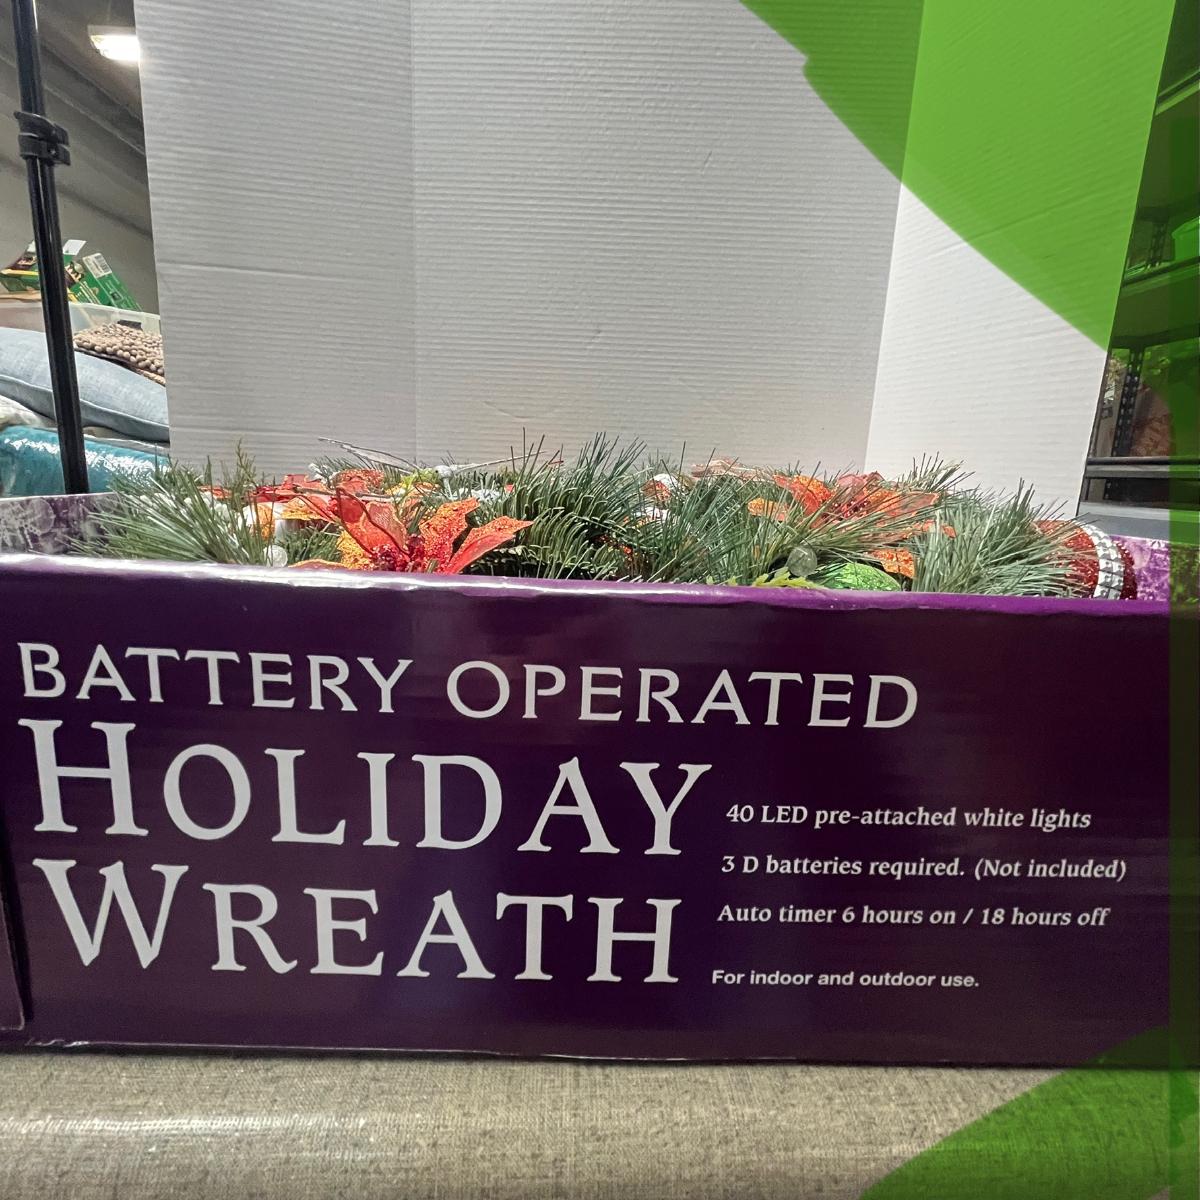 BATTERY OPERATED
HOLIDAY
WREATH
40 LED pre-attached white lights
3 D batteries required. (Not included)
Auto timer 6 hours on / 18 hours off
For indoor and outdoor use.